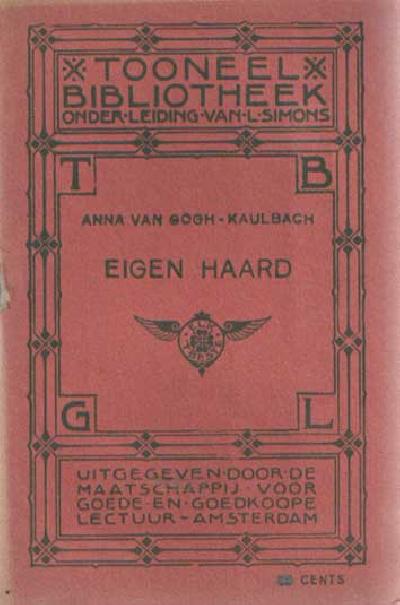 TOONEEL
BIBLIOTHEEK
ONDER·LEIDING·VAN·L·SIMONS
T B
ANNA VAN GOGH-KAULBACH
EIGEN HAARD
G L
UITGEGEVEN·DOOR·DE
MAATSCHAPPIJ·VOOR
GOEDE·EN·GOEDKOOPE
LECTUUR-AMSTERDAM
CENTS